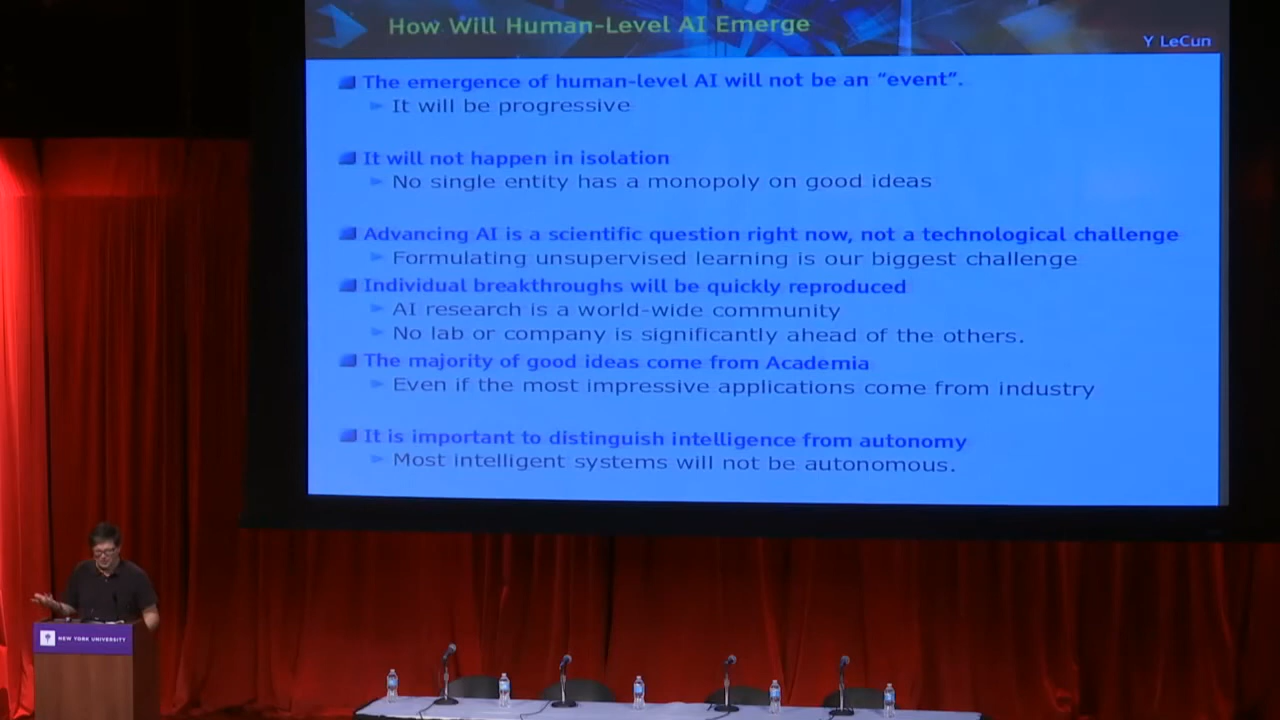 How Will Human-Level AI Emerge
Y LeCun
The emergence of human-level AI will not be an “event”.
It will be progressive
It will not happen in isolation
No single entity has a monopoly on good ideas
Advancing AI is a scientific question right now, not a technological challenge
Formulating unsupervised learning is our biggest challenge
Individual breakthroughs will be quickly reproduced
AI research is a world-wide community
No lab or company is significantly ahead of the others.
The majority of good ideas come from Academia
Even if the most impressive applications come from industry
It is important to distinguish intelligence from autonomy
Most intelligent systems will not be autonomous.
NEW YORK UNIVERSITY